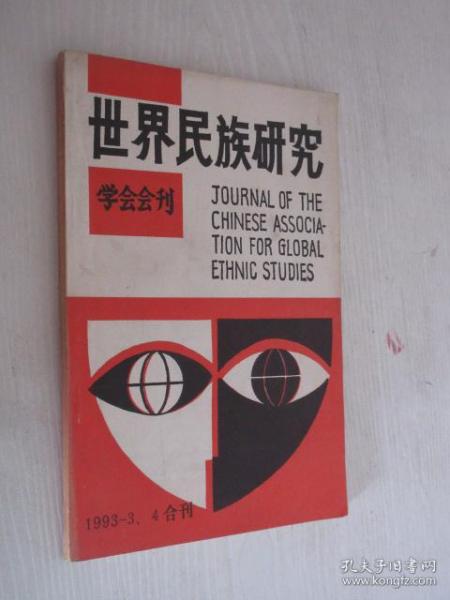 世界民族研究
学会会刊
JOURNAL OF THE
CHINESE ASSOCIA-
TION FOR GLOBAL
ETHNIC STUDIES
1993-3、4合刊
孔夫子旧书网
www.kongfz.com